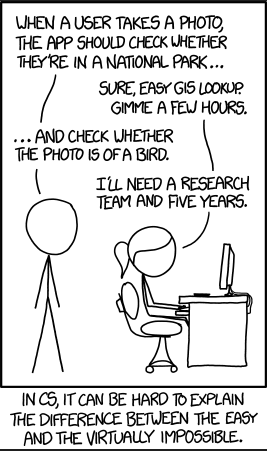 WHEN A USER TAKES A PHOTO,
THE APP SHOULD CHECK WHETHER
THEY'RE IN A NATIONAL PARK...
SURE, EASY GIS LOOKUP.
GIMME A FEW HOURS.
...AND CHECK WHETHER
THE PHOTO IS OF A BIRD.
I'LL NEED A RESEARCH
TEAM AND FIVE YEARS.
IN CS, IT CAN BE HARD TO EXPLAIN
THE DIFFERENCE BETWEEN THE EASY
AND THE VIRTUALLY IMPOSSIBLE.